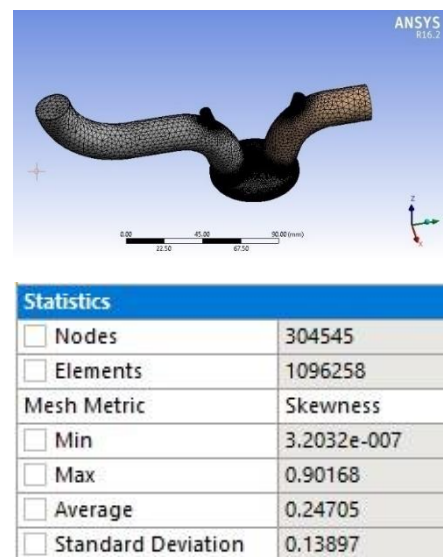 ANSYS
R16.2
0.00 45.00 90.00 (mm)
22.50 67.50
Z
X
Statistics
Nodes 304545
Elements 1096258
Mesh Metric Skewness
Min 3.2032e-007
Max 0.90168
Average 0.24705
Standard Deviation 0.13897